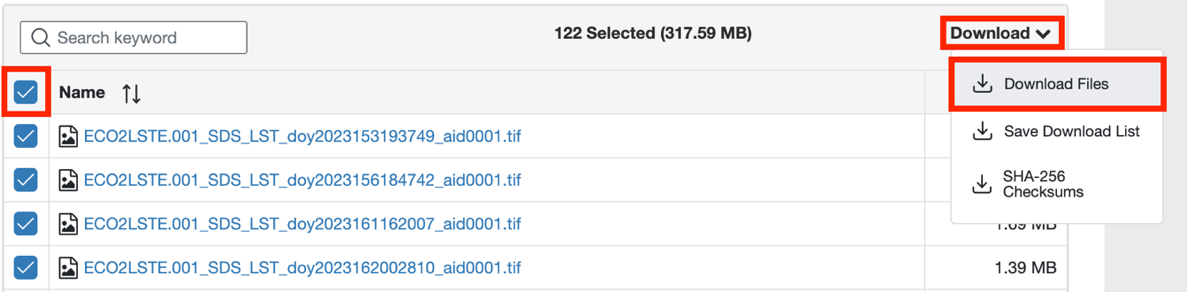 Search keyword
122 Selected (317.59 MB)
Download
Name
Download Files
Save Download List
SHA-256
Checksums
ECO2LSTE.001_SDS_LST_doy2023153193749_aid0001.tif
ECO2LSTE.001_SDS_LST_doy2023156184742_aid0001.tif
ECO2LSTE.001_SDS_LST_doy2023161162007_aid0001.tif
1.69 MB
ECO2LSTE.001_SDS_LST_doy2023162002810_aid0001.tif
1.39 MB